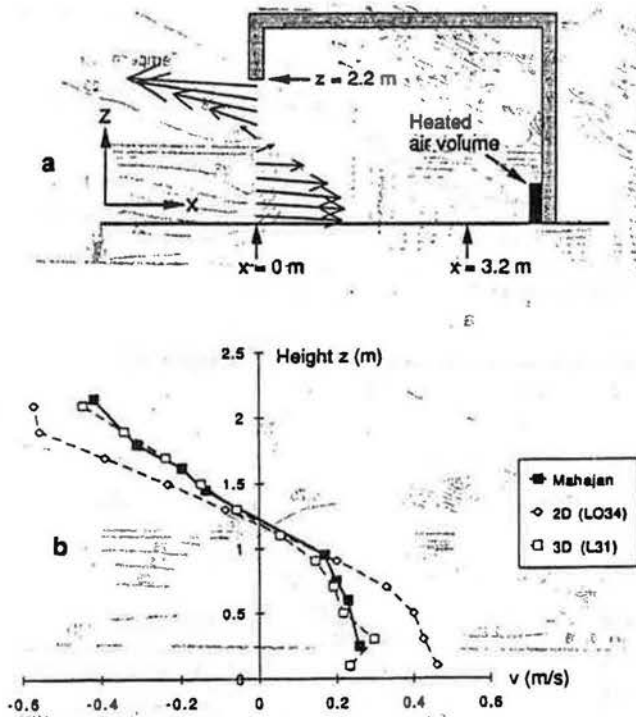 z = 2.2 m
Z
Heated
air volume
a
X
x = 0 m
x = 3.2 m
Height z (m)
2.5
2
1.5
1
0.5
0
b
Mahajan
2D (LO34)
3D (L31)
v (m/s)
-0.6
-0.4
-0.2
0
0.2
0.4
0.6